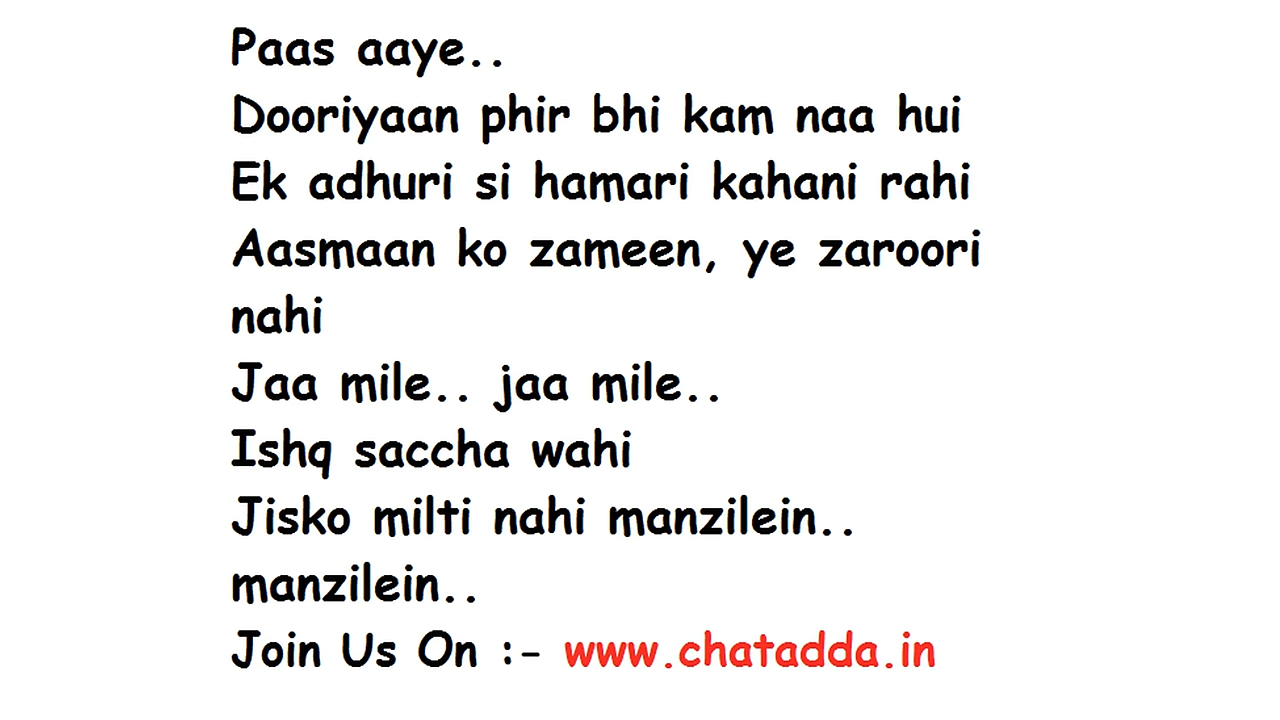 Paas aaye..
Dooriyaan phir bhi kam naa hui
Ek adhuri si hamari kahani rahi
Aasmaan ko zameen, ye zaroori
nahi
Jaa mile.. jaa mile..
Ishq saccha wahi
Jisko milti nahi manzilein..
manzilein..
Join Us On :- www.chatadda.in